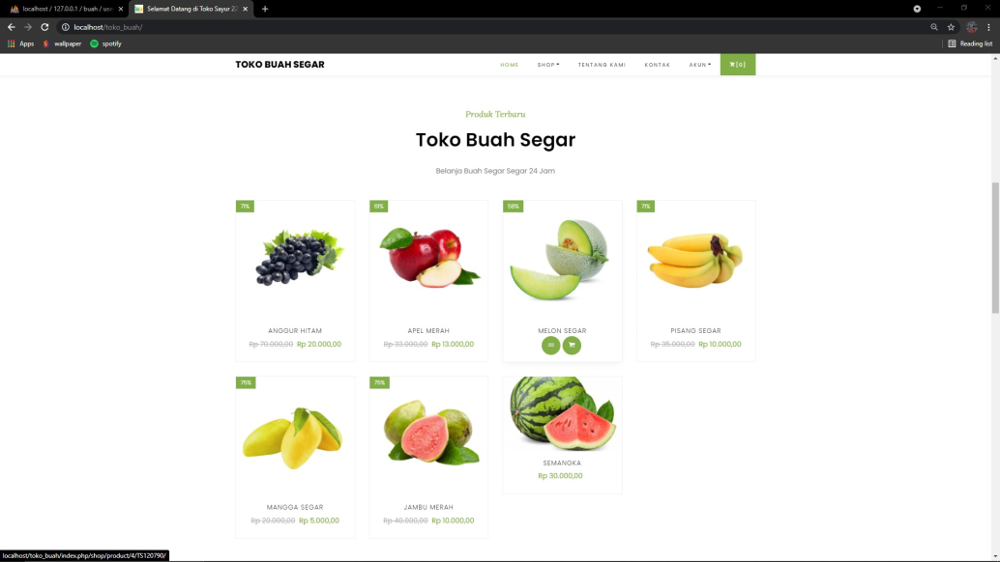 localhost / 127.0.0.1 / buah / use
Selamat Datang di Toko Sayur 22
localhost/toko_buah/
Apps
wallpaper
spotify
Reading list
TOKO BUAH SEGAR
HOME
SHOP
TENTANG KAMI
KONTAK
AKUN
[0]
Produk Terbaru
Toko Buah Segar
Belanja Buah Segar Segar 24 Jam
71%
61%
50%
71%
ANGGUR HITAM
APEL MERAH
MELON SEGAR
PISANG SEGAR
Rp 70.000,00 Rp 20.000,00
Rp 33.000,00 Rp 13.000,00
Rp 35.000,00 Rp 10.000,00
75%
75%
SEMANGKA
Rp 30.000,00
MANGGA SEGAR
JAMBU MERAH
Rp 20.000,00 Rp 5.000,00
Rp 40.000,00 Rp 10.000,00
localhost/toko_buah/index.php/shop/product/4/TS120790/